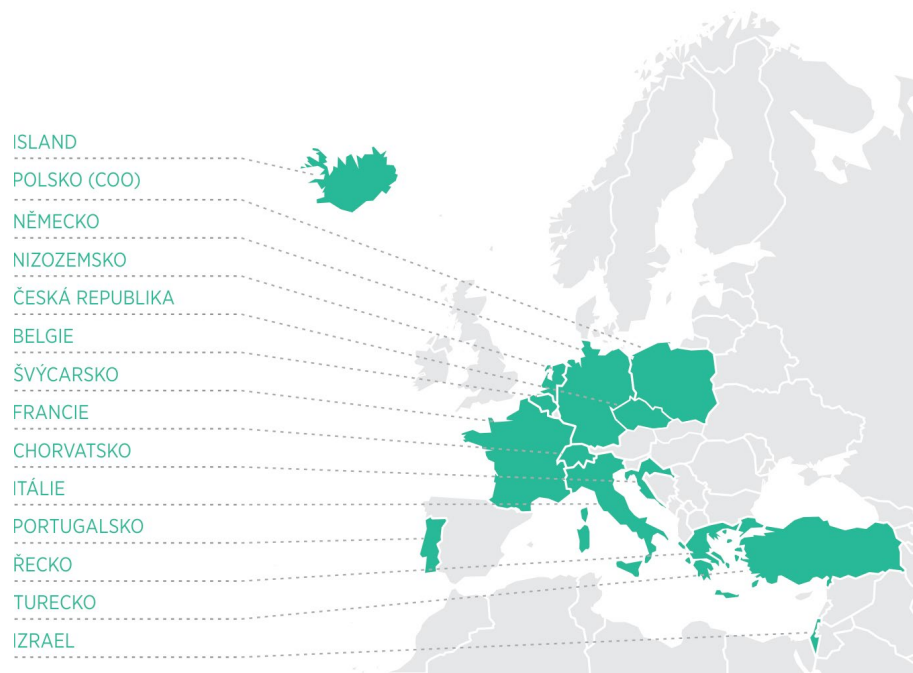 ISLAND
POLSKO (COO)
NĚMECKO
NIZOZEMSKO
ČESKÁ REPUBLIKA
BELGIE
ŠVÝCARSKO
FRANCIE
CHORVATSKO
ITÁLIE
PORTUGALSKO
ŘECKO
TURECKO
IZRAEL